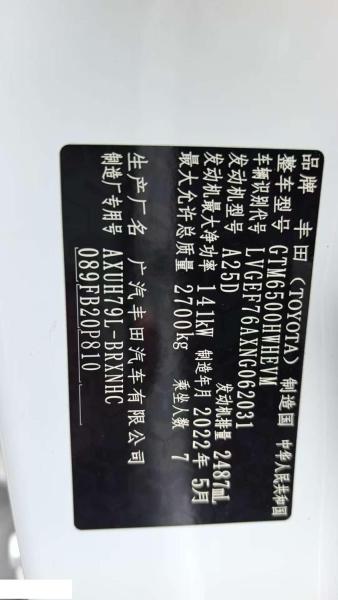 品牌 丰田(TOYOTA) 制造国 中华人民共和国
整车型号 GTM6500HWHEVM
车辆识别代号 LVGEF76AXNG062031
发动机型号 A25D 发动机排量 2487mL
发动机最大净功率 141kW 制造年月 2022年 5月
最大允许总质量 2700kg 乘坐人数 7
生产厂名 广汽丰田汽车有限公司
制造厂专用号 AXUH79L-BRXNHC
089FB20P810